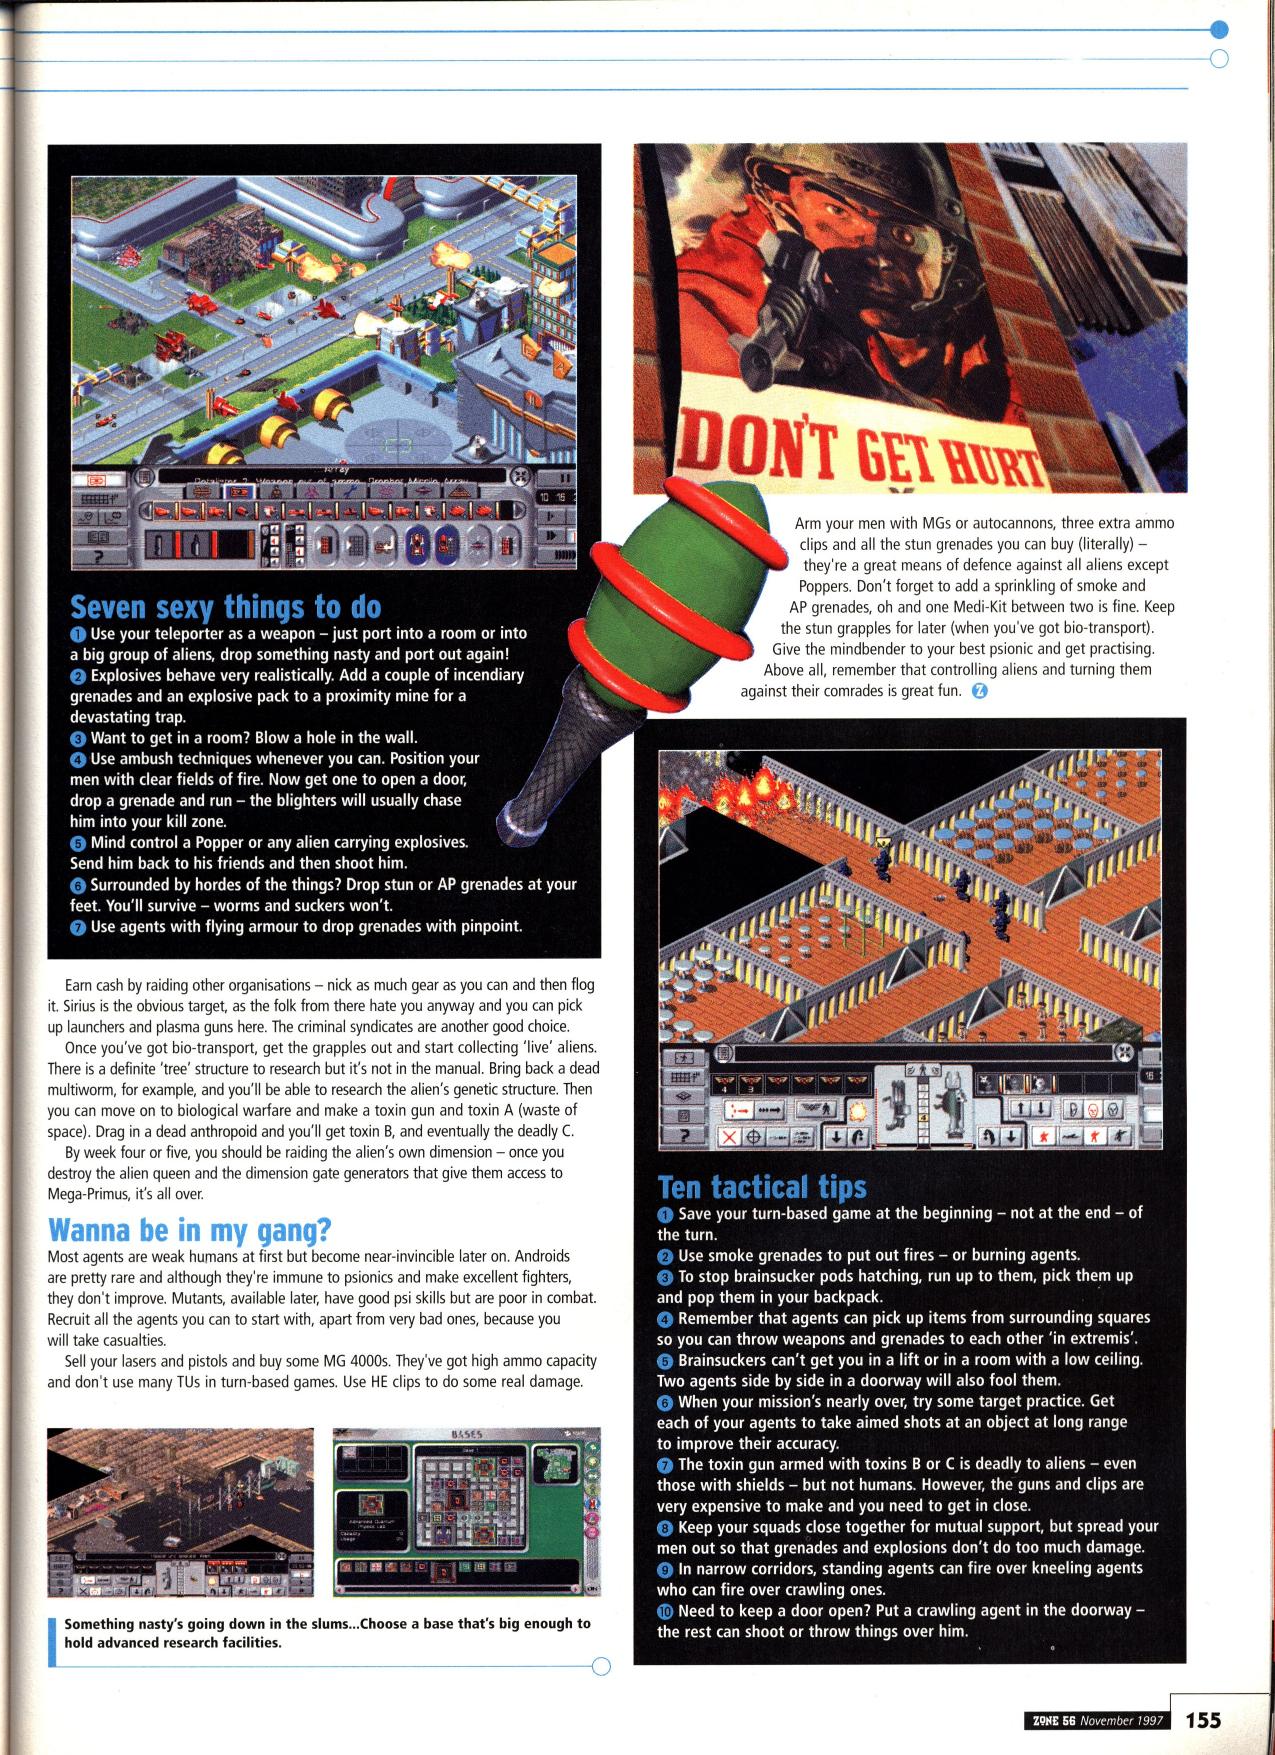 Seven sexy things to do
1 Use your teleporter as a weapon – just port into a room or into
a big group of aliens, drop something nasty and port out again!
2 Explosives behave very realistically. Add a couple of incendiary
grenades and an explosive pack to a proximity mine for a
devastating trap.
3 Want to get in a room? Blow a hole in the wall.
4 Use ambush techniques whenever you can. Position your
men with clear fields of fire. Now get one to open a door,
drop a grenade and run – the blighters will usually chase
him into your kill zone.
5 Mind control a Popper or any alien carrying explosives.
Send him back to his friends and then shoot him.
6 Surrounded by hordes of the things? Drop stun or AP grenades at your
feet. You'll survive – worms and suckers won't.
7 Use agents with flying armour to drop grenades with pinpoint.
Earn cash by raiding other organisations – nick as much gear as you can and then flog
it. Sirius is the obvious target, as the folk from there hate you anyway and you can pick
up launchers and plasma guns here. The criminal syndicates are another good choice.
Once you've got bio-transport, get the grapples out and start collecting 'live' aliens.
There is a definite 'tree' structure to research but it's not in the manual. Bring back a dead
multiworm, for example, and you'll be able to research the alien's genetic structure. Then
you can move on to biological warfare and make a toxin gun and toxin A (waste of
space). Drag in a dead anthropoid and you'll get toxin B, and eventually the deadly C.
By week four or five, you should be raiding the alien's own dimension – once you
destroy the alien queen and the dimension gate generators that give them access to
Mega-Primus, it's all over.
Wanna be in my gang?
Most agents are weak humans at first but become near-invincible later on. Androids
are pretty rare and although they're immune to psionics and make excellent fighters,
they don't improve. Mutants, available later, have good psi skills but are poor in combat.
Recruit all the agents you can to start with, apart from very bad ones, because you
will take casualties.
Sell your lasers and pistols and buy some MG 4000s. They've got high ammo capacity
and don't use many TUs in turn-based games. Use HE clips to do some real damage.
BASES
Something nasty's going down in the slums...Choose a base that's big enough to
hold advanced research facilities.
DON'T GET HURT
Arm your men with MGs or autocannons, three extra ammo
clips and all the stun grenades you can buy (literally) –
they're a great means of defence against all aliens except
Poppers. Don't forget to add a sprinkling of smoke and
AP grenades, oh and one Medi-Kit between two is fine. Keep
the stun grapples for later (when you've got bio-transport).
Give the mindbender to your best psionic and get practising.
Above all, remember that controlling aliens and turning them
against their comrades is great fun. Z
Ten tactical tips
1 Save your turn-based game at the beginning – not at the end – of
the turn.
2 Use smoke grenades to put out fires – or burning agents.
3 To stop brainsucker pods hatching, run up to them, pick them up
and pop them in your backpack.
4 Remember that agents can pick up items from surrounding squares
so you can throw weapons and grenades to each other 'in extremis'.
5 Brainsuckers can't get you in a lift or in a room with a low ceiling.
Two agents side by side in a doorway will also fool them.
6 When your mission's nearly over, try some target practice. Get
each of your agents to take aimed shots at an object at long range
to improve their accuracy.
7 The toxin gun armed with toxins B or C is deadly to aliens – even
those with shields – but not humans. However, the guns and clips are
very expensive to make and you need to get in close.
8 Keep your squads close together for mutual support, but spread your
men out so that grenades and explosions don't do too much damage.
9 In narrow corridors, standing agents can fire over kneeling agents
who can fire over crawling ones.
10 Need to keep a door open? Put a crawling agent in the doorway –
the rest can shoot or throw things over him.
ZONE 56 November 1997 155